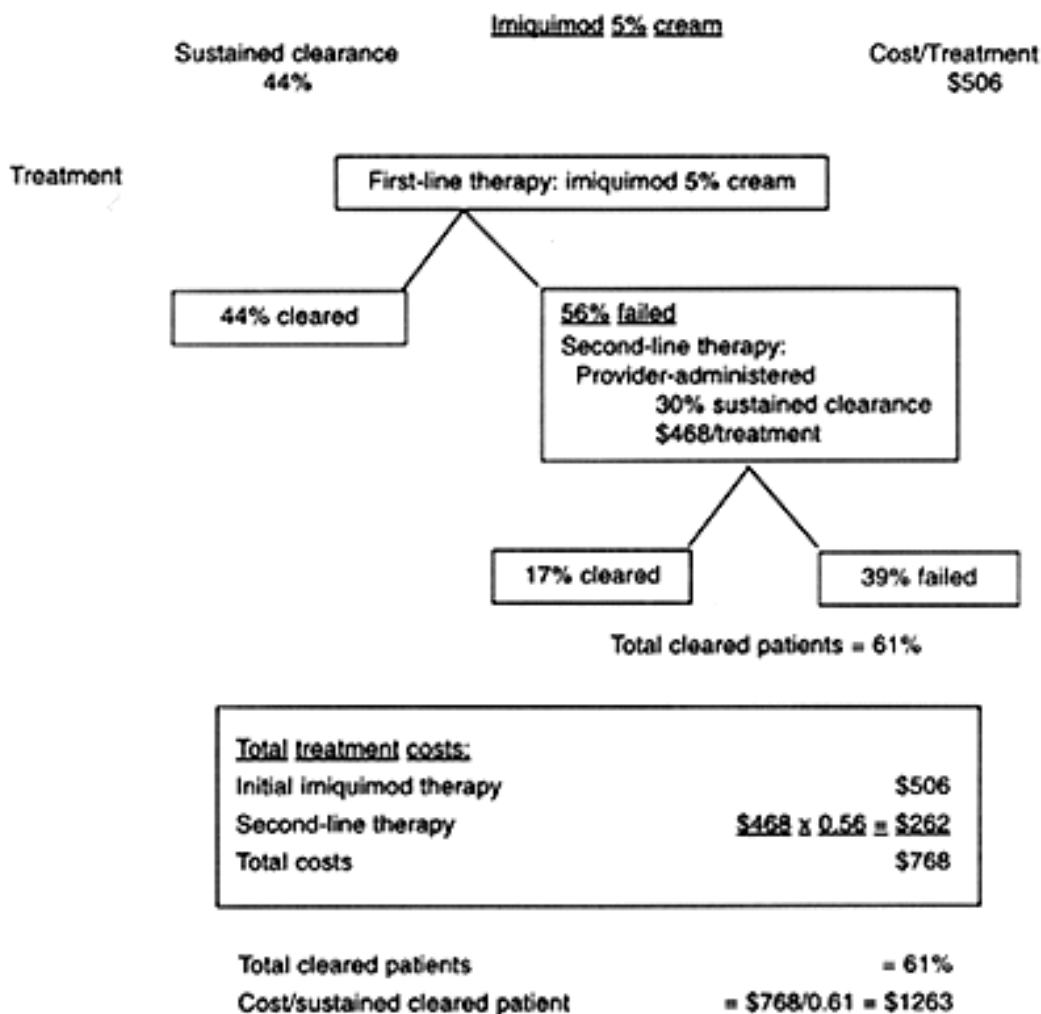 Imiquimod 5% cream
Sustained clearance
44%
Cost/Treatment
$506
Treatment
First-line therapy: imiquimod 5% cream
44% cleared
56% failed
Second-line therapy:
Provider-administered
30% sustained clearance
$468/treatment
17% cleared
39% failed
Total cleared patients = 61%
Total treatment costs:
Initial imiquimod therapy $506
Second-line therapy $468 x 0.56 = $262
Total costs $768
Total cleared patients = 61%
Cost/sustained cleared patient = $768/0.61 = $1263